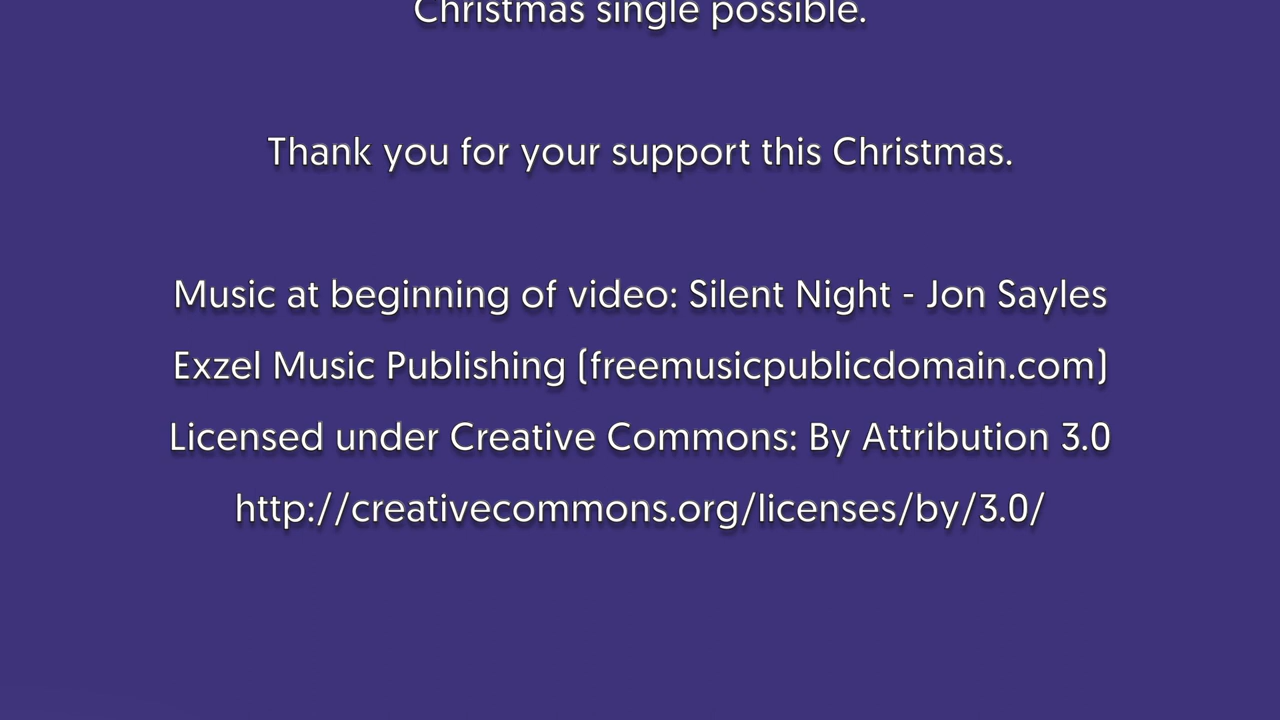 Christmas single possible.
Thank you for your support this Christmas.
Music at beginning of video: Silent Night - Jon Sayles
Exzel Music Publishing (freemusicpublicdomain.com)
Licensed under Creative Commons: By Attribution 3.0
http://creativecommons.org/licenses/by/3.0/